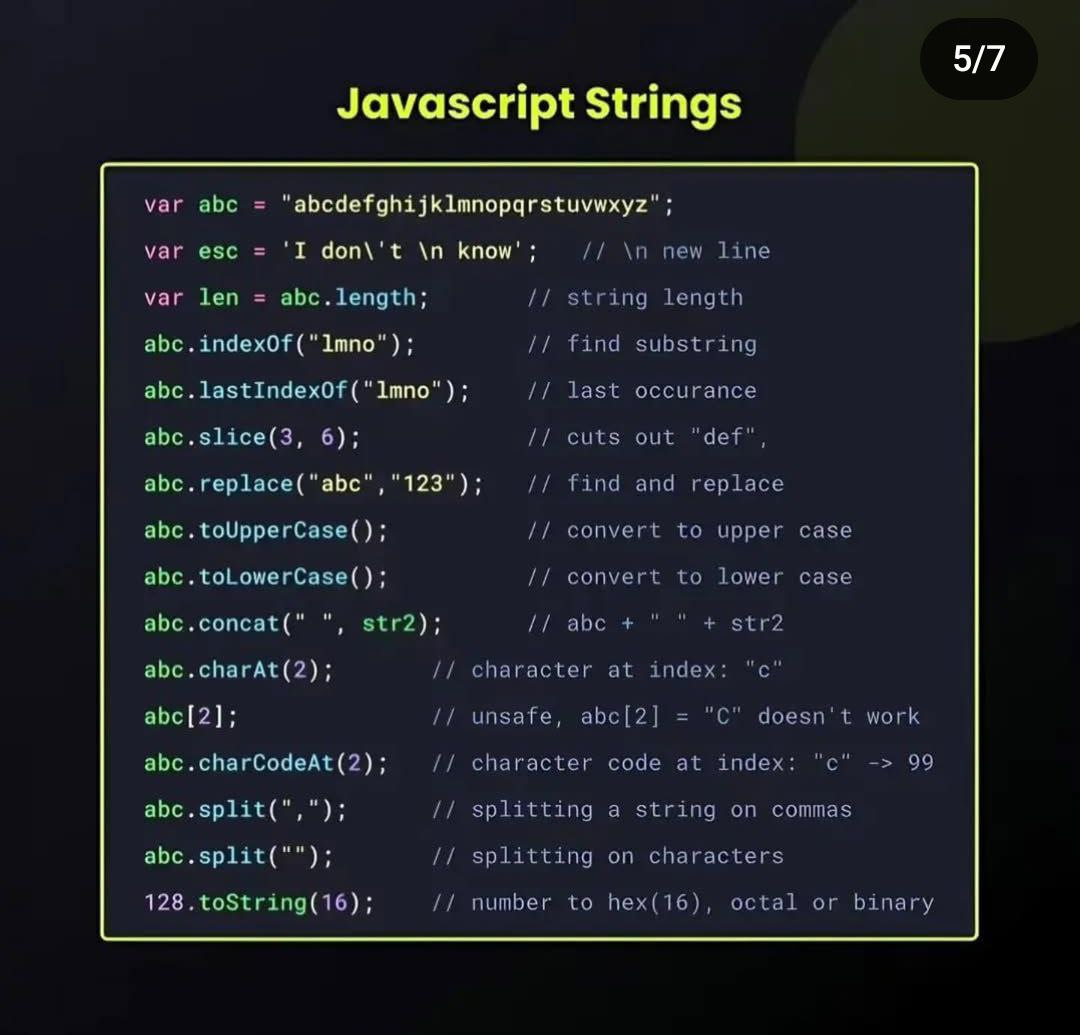 5/7
Javascript Strings
var abc = "abcdefghijklmnopqrstuvwxyz";
var esc = 'I don\'t \n know';   // \n new line
var len = abc.length;       // string length
abc.indexOf("lmno");        // find substring
abc.lastIndexOf("lmno");    // last occurance
abc.slice(3, 6);            // cuts out "def",
abc.replace("abc","123");   // find and replace
abc.toUpperCase();          // convert to upper case
abc.toLowerCase();          // convert to lower case
abc.concat(" ", str2);      // abc + " " + str2
abc.charAt(2);       // character at index: "c"
abc[2];              // unsafe, abc[2] = "C" doesn't work
abc.charCodeAt(2);   // character code at index: "c" -> 99
abc.split(",");      // splitting a string on commas
abc.split("");       // splitting on characters
128.toString(16);    // number to hex(16), octal or binary